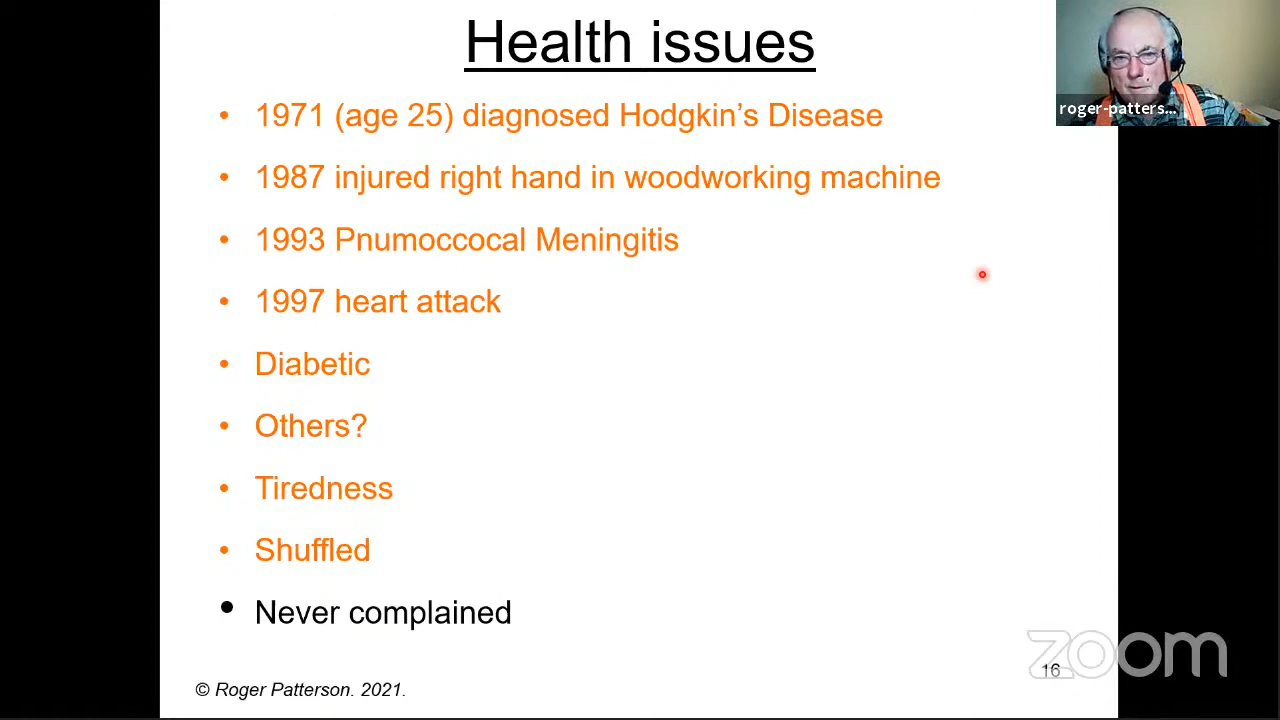 Health issues
roger-patters...
• 1971 (age 25) diagnosed Hodgkin's Disease
• 1987 injured right hand in woodworking machine
• 1993 Pnumoccocal Meningitis
• 1997 heart attack
• Diabetic
• Others?
• Tiredness
• Shuffled
• Never complained
zoom
16
© Roger Patterson. 2021.